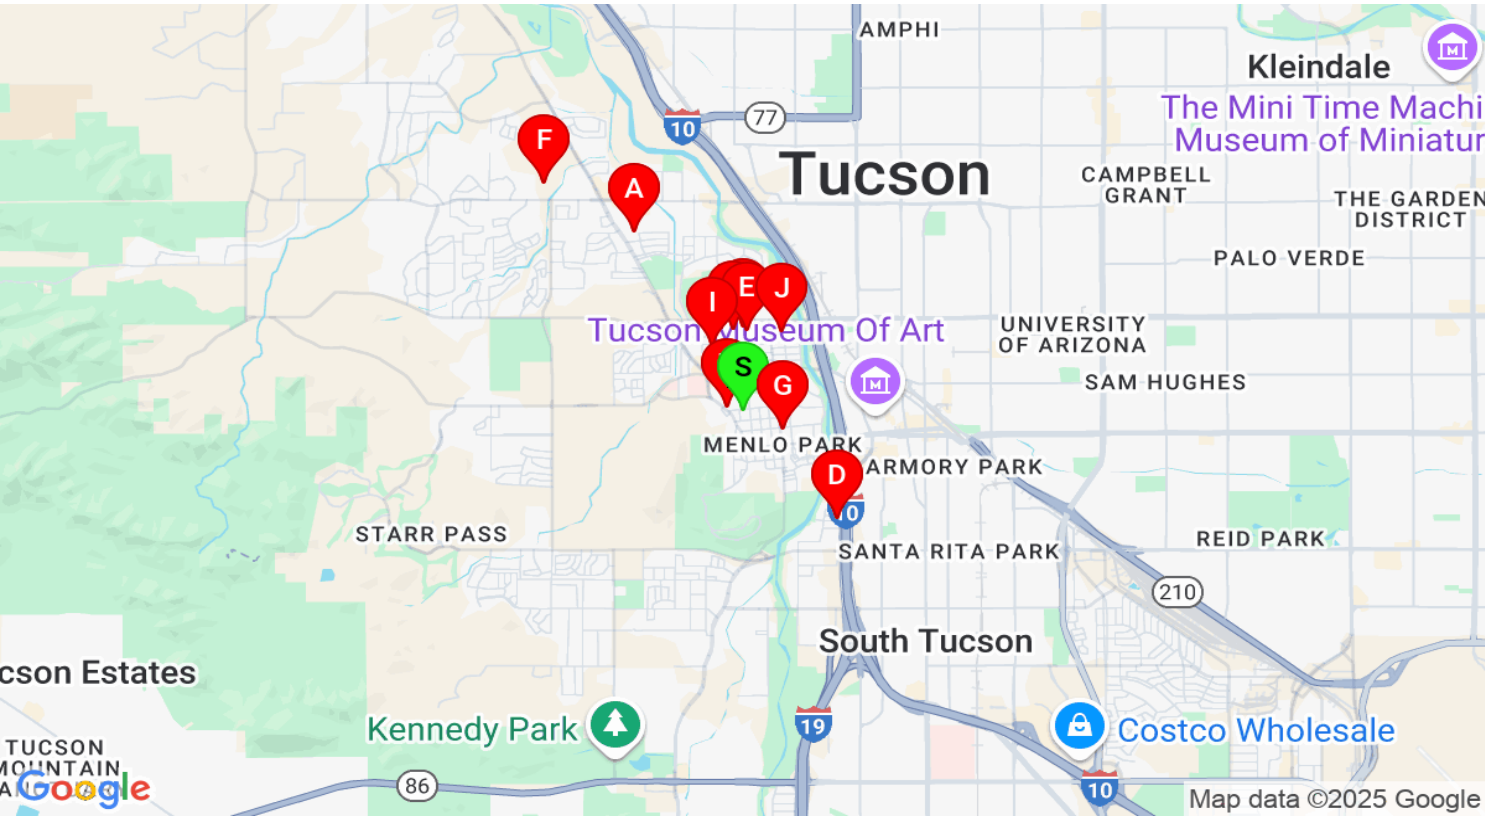 AMPHI
Kleindale
The Mini Time Machi
Museum of Miniatur
10
77
F
A
Tucson
CAMPBELL
GRANT
THE GARDEN
DISTRICT
PALO VERDE
E
J
I
Tucson Museum Of Art
UNIVERSITY
OF ARIZONA
S
G
SAM HUGHES
MENLO PARK
D
ARMORY PARK
10
STARR PASS
SANTA RITA PARK
REID PARK
210
South Tucson
cson Estates
Kennedy Park
19
Costco Wholesale
TUCSON
MOUNTAIN
86
Google
10
Map data ©2025 Google